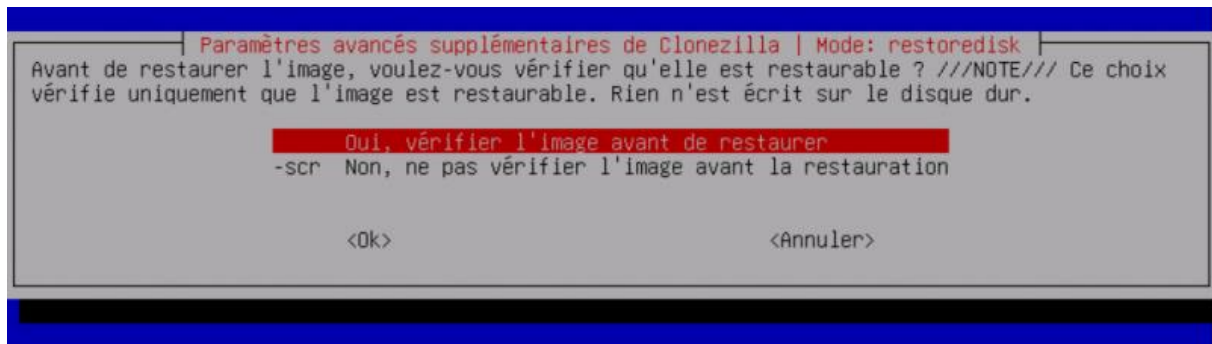 Paramètres avancés supplémentaires de Clonezilla | Mode: restoredisk
Avant de restaurer l'image, voulez-vous vérifier qu'elle est restaurable ? ///NOTE/// Ce choix
vérifie uniquement que l'image est restaurable. Rien n'est écrit sur le disque dur.
Oui, vérifier l'image avant de restaurer
-scr Non, ne pas vérifier l'image avant la restauration
<Ok> <Annuler>